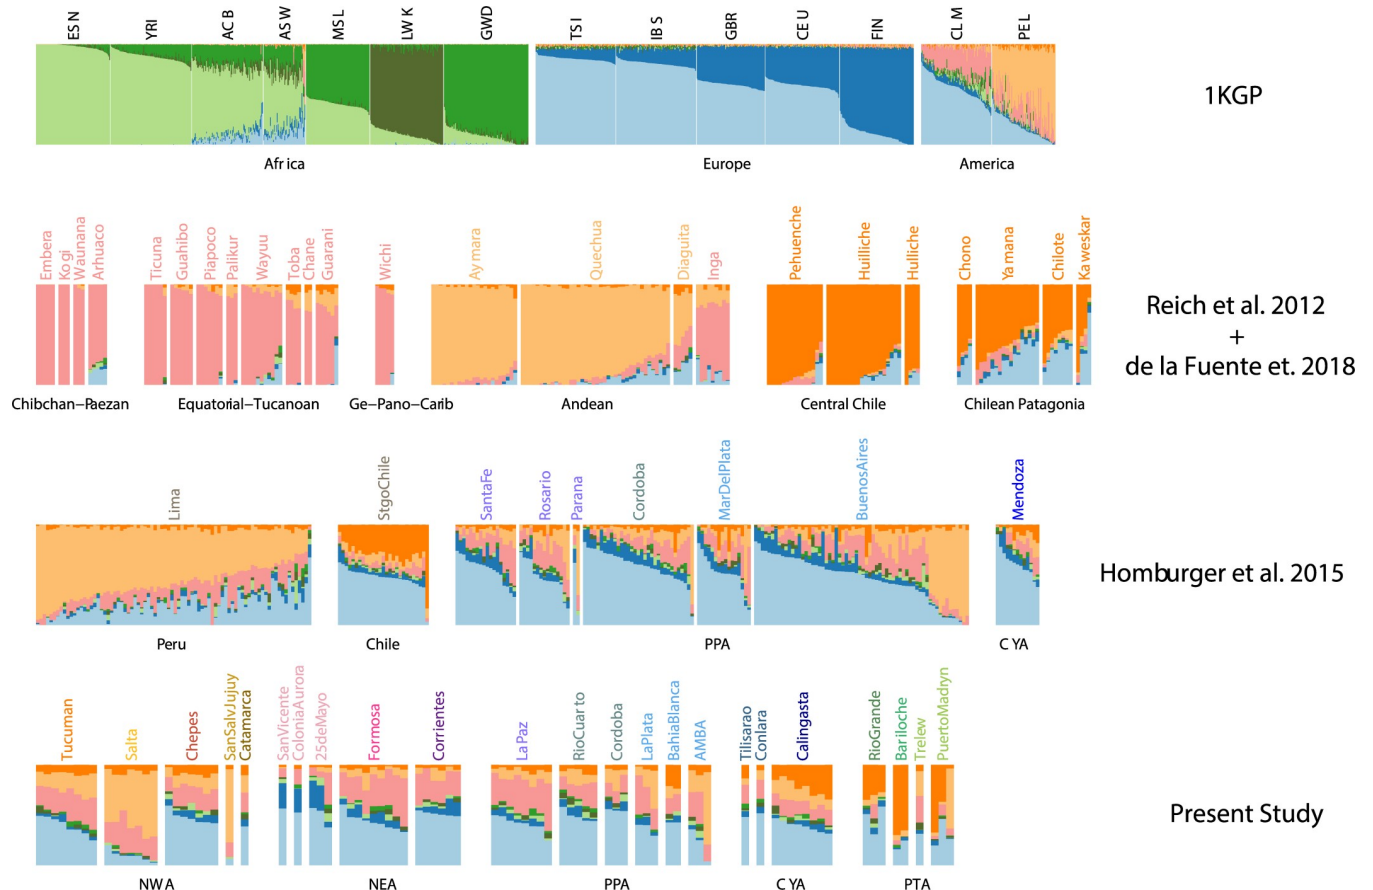 ESN YRI ACB ASW MSL LWK GWD TSI IBS GBR CEU FIN CLM PEL
1KGP
Africa Europe America
Embera Kogi Waunana Arhuaco Ticuna Guahibo Piapoco Palikur Wayuu Toba Chane Guarani Wichi Aymara Quechua Diaguita Inga Pehuenche Huilliche Hulliche Chono Yamana Chilote Kaweskar
Reich et al. 2012
+
de la Fuente et. 2018
Chibchan-Paezan Equatorial-Tucanoan Ge-Pano-Carib Andean Central Chile Chilean Patagonia
Lima StgoChile SantaFe Rosario Parana Cordoba MarDelPlata BuenosAires Mendoza
Homburger et al. 2015
Peru Chile PPA CYA
Tucuman Salta Chepes SanSalvJujuy Catamarca SanVicente ColoniaAurora 25deMayo Formosa Corrientes LaPaz RioCuarto Cordoba LaPlata BahiaBlanca AMBA Tilisarao Conlara Calingasta RioGrande Bariloche Trelew PuertoMadryn
Present Study
NWA NEA PPA CYA PTA